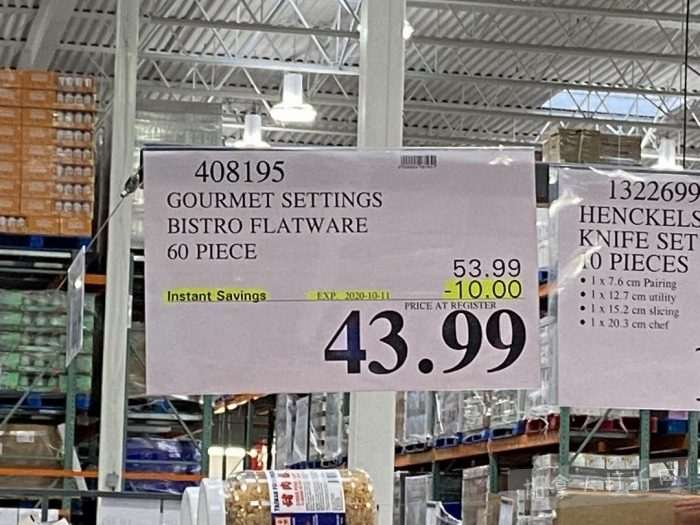 408195
GOURMET SETTINGS
BISTRO FLATWARE
60 PIECE
53.99
Instant Savings EXP. 2020-10-11 -10.00
PRICE AT REGISTER
43.99
1322699
HENCKELS
KNIFE SET
10 PIECES
• 1 x 7.6 cm Pairing
• 1 x 12.7 cm utility
• 1 x 15.2 cm slicing
• 1 x 20.3 cm chef